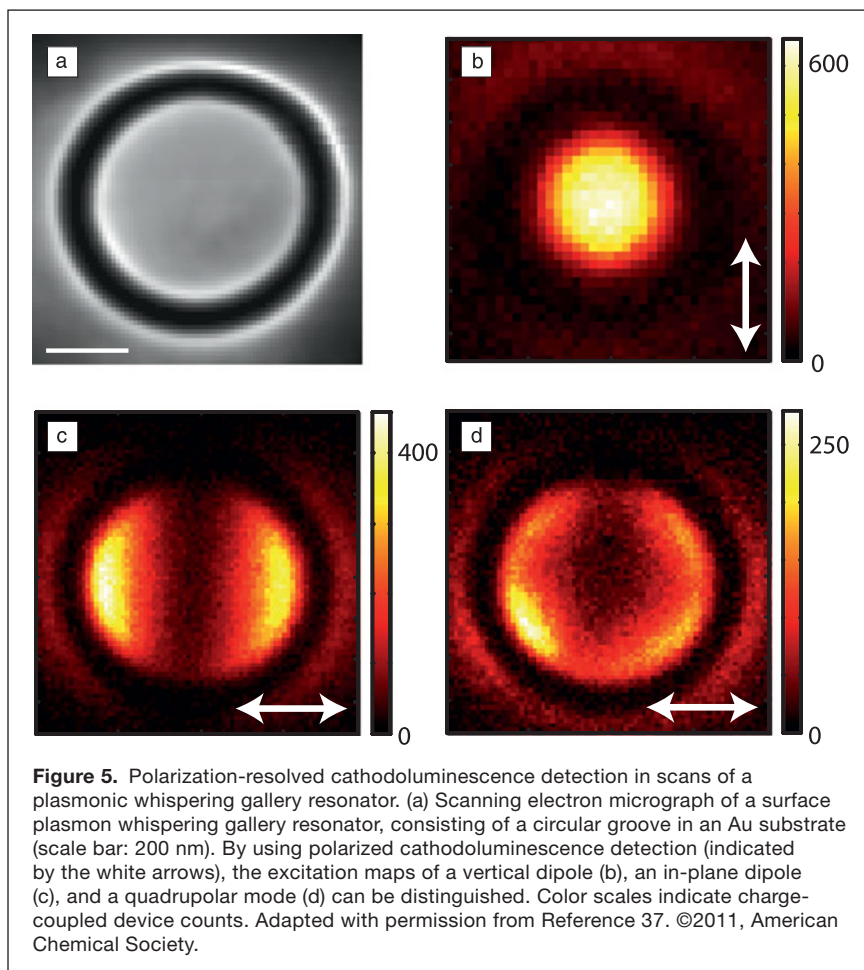 a
b
600
0
c
400
0
d
250
0
Figure 5. Polarization-resolved cathodoluminescence detection in scans of a
plasmonic whispering gallery resonator. (a) Scanning electron micrograph of a surface
plasmon whispering gallery resonator, consisting of a circular groove in an Au substrate
(scale bar: 200 nm). By using polarized cathodoluminescence detection (indicated
by the white arrows), the excitation maps of a vertical dipole (b), an in-plane dipole
(c), and a quadrupolar mode (d) can be distinguished. Color scales indicate charge-
coupled device counts. Adapted with permission from Reference 37. ©2011, American
Chemical Society.